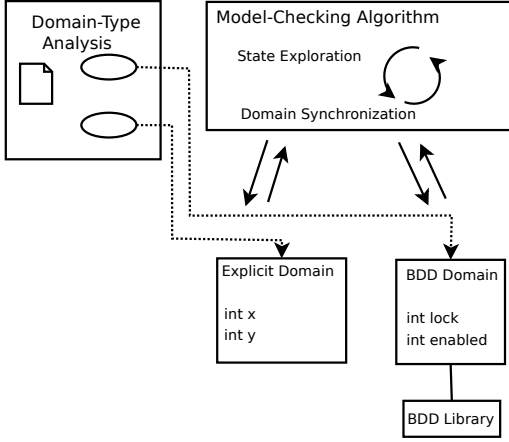 Domain-Type
Analysis
Model-Checking Algorithm
State Exploration
Domain Synchronization
Explicit Domain
int x
int y
BDD Domain
int lock
int enabled
BDD Library